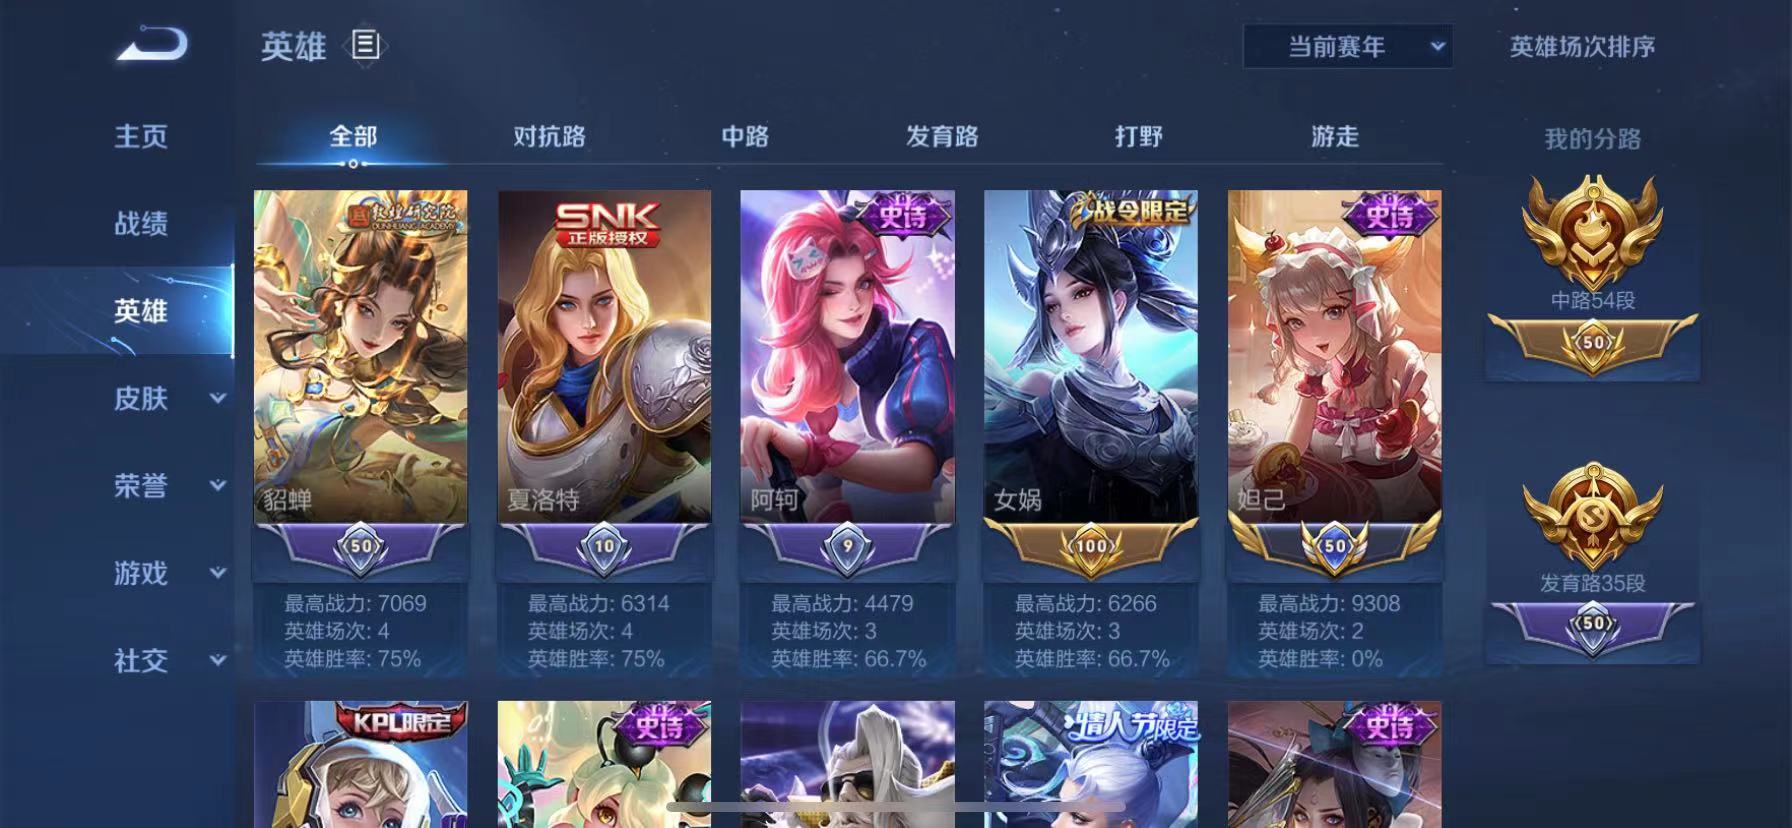 英雄
当前赛年
英雄场次排序
主页
战绩
英雄
皮肤
荣誉
游戏
社交
全部
对抗路
中路
发育路
打野
游走
我的分路
敦煌研究院
DUNHUANG ACADEMY
貂蝉
50
最高战力: 7069
英雄场次: 4
英雄胜率: 75%
SNK
正版授权
夏洛特
10
最高战力: 6314
英雄场次: 4
英雄胜率: 75%
史诗
阿轲
9
最高战力: 4479
英雄场次: 3
英雄胜率: 66.7%
战令限定
女娲
100
最高战力: 6266
英雄场次: 3
英雄胜率: 66.7%
史诗
妲己
50
最高战力: 9308
英雄场次: 2
英雄胜率: 0%
中路54段
50
发育路35段
50
KPL限定
史诗
情人节限定
史诗